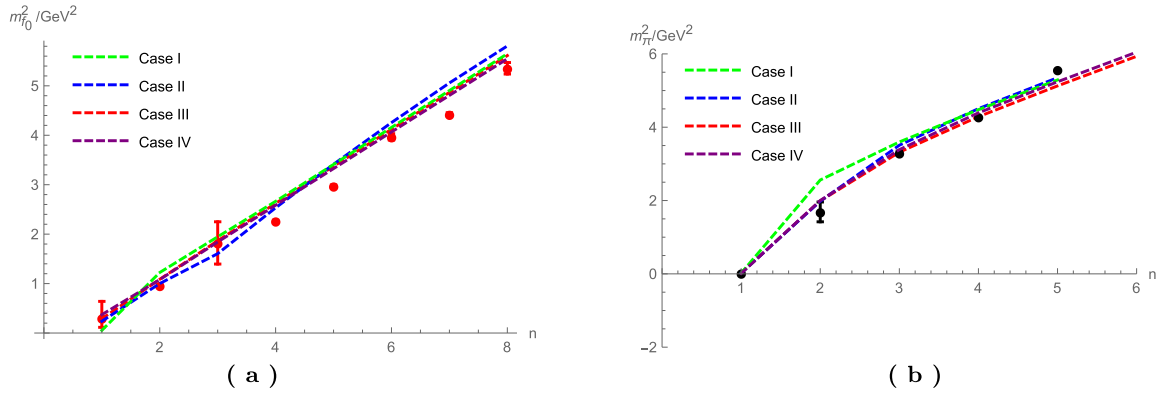 m²_{f₀}/GeV²
Case I
Case II
Case III
Case IV
5
4
3
2
1
2
4
6
8
n
( a )
m²_π/GeV²
6
4
2
0
−2
Case I
Case II
Case III
Case IV
1
2
3
4
5
6
n
( b )